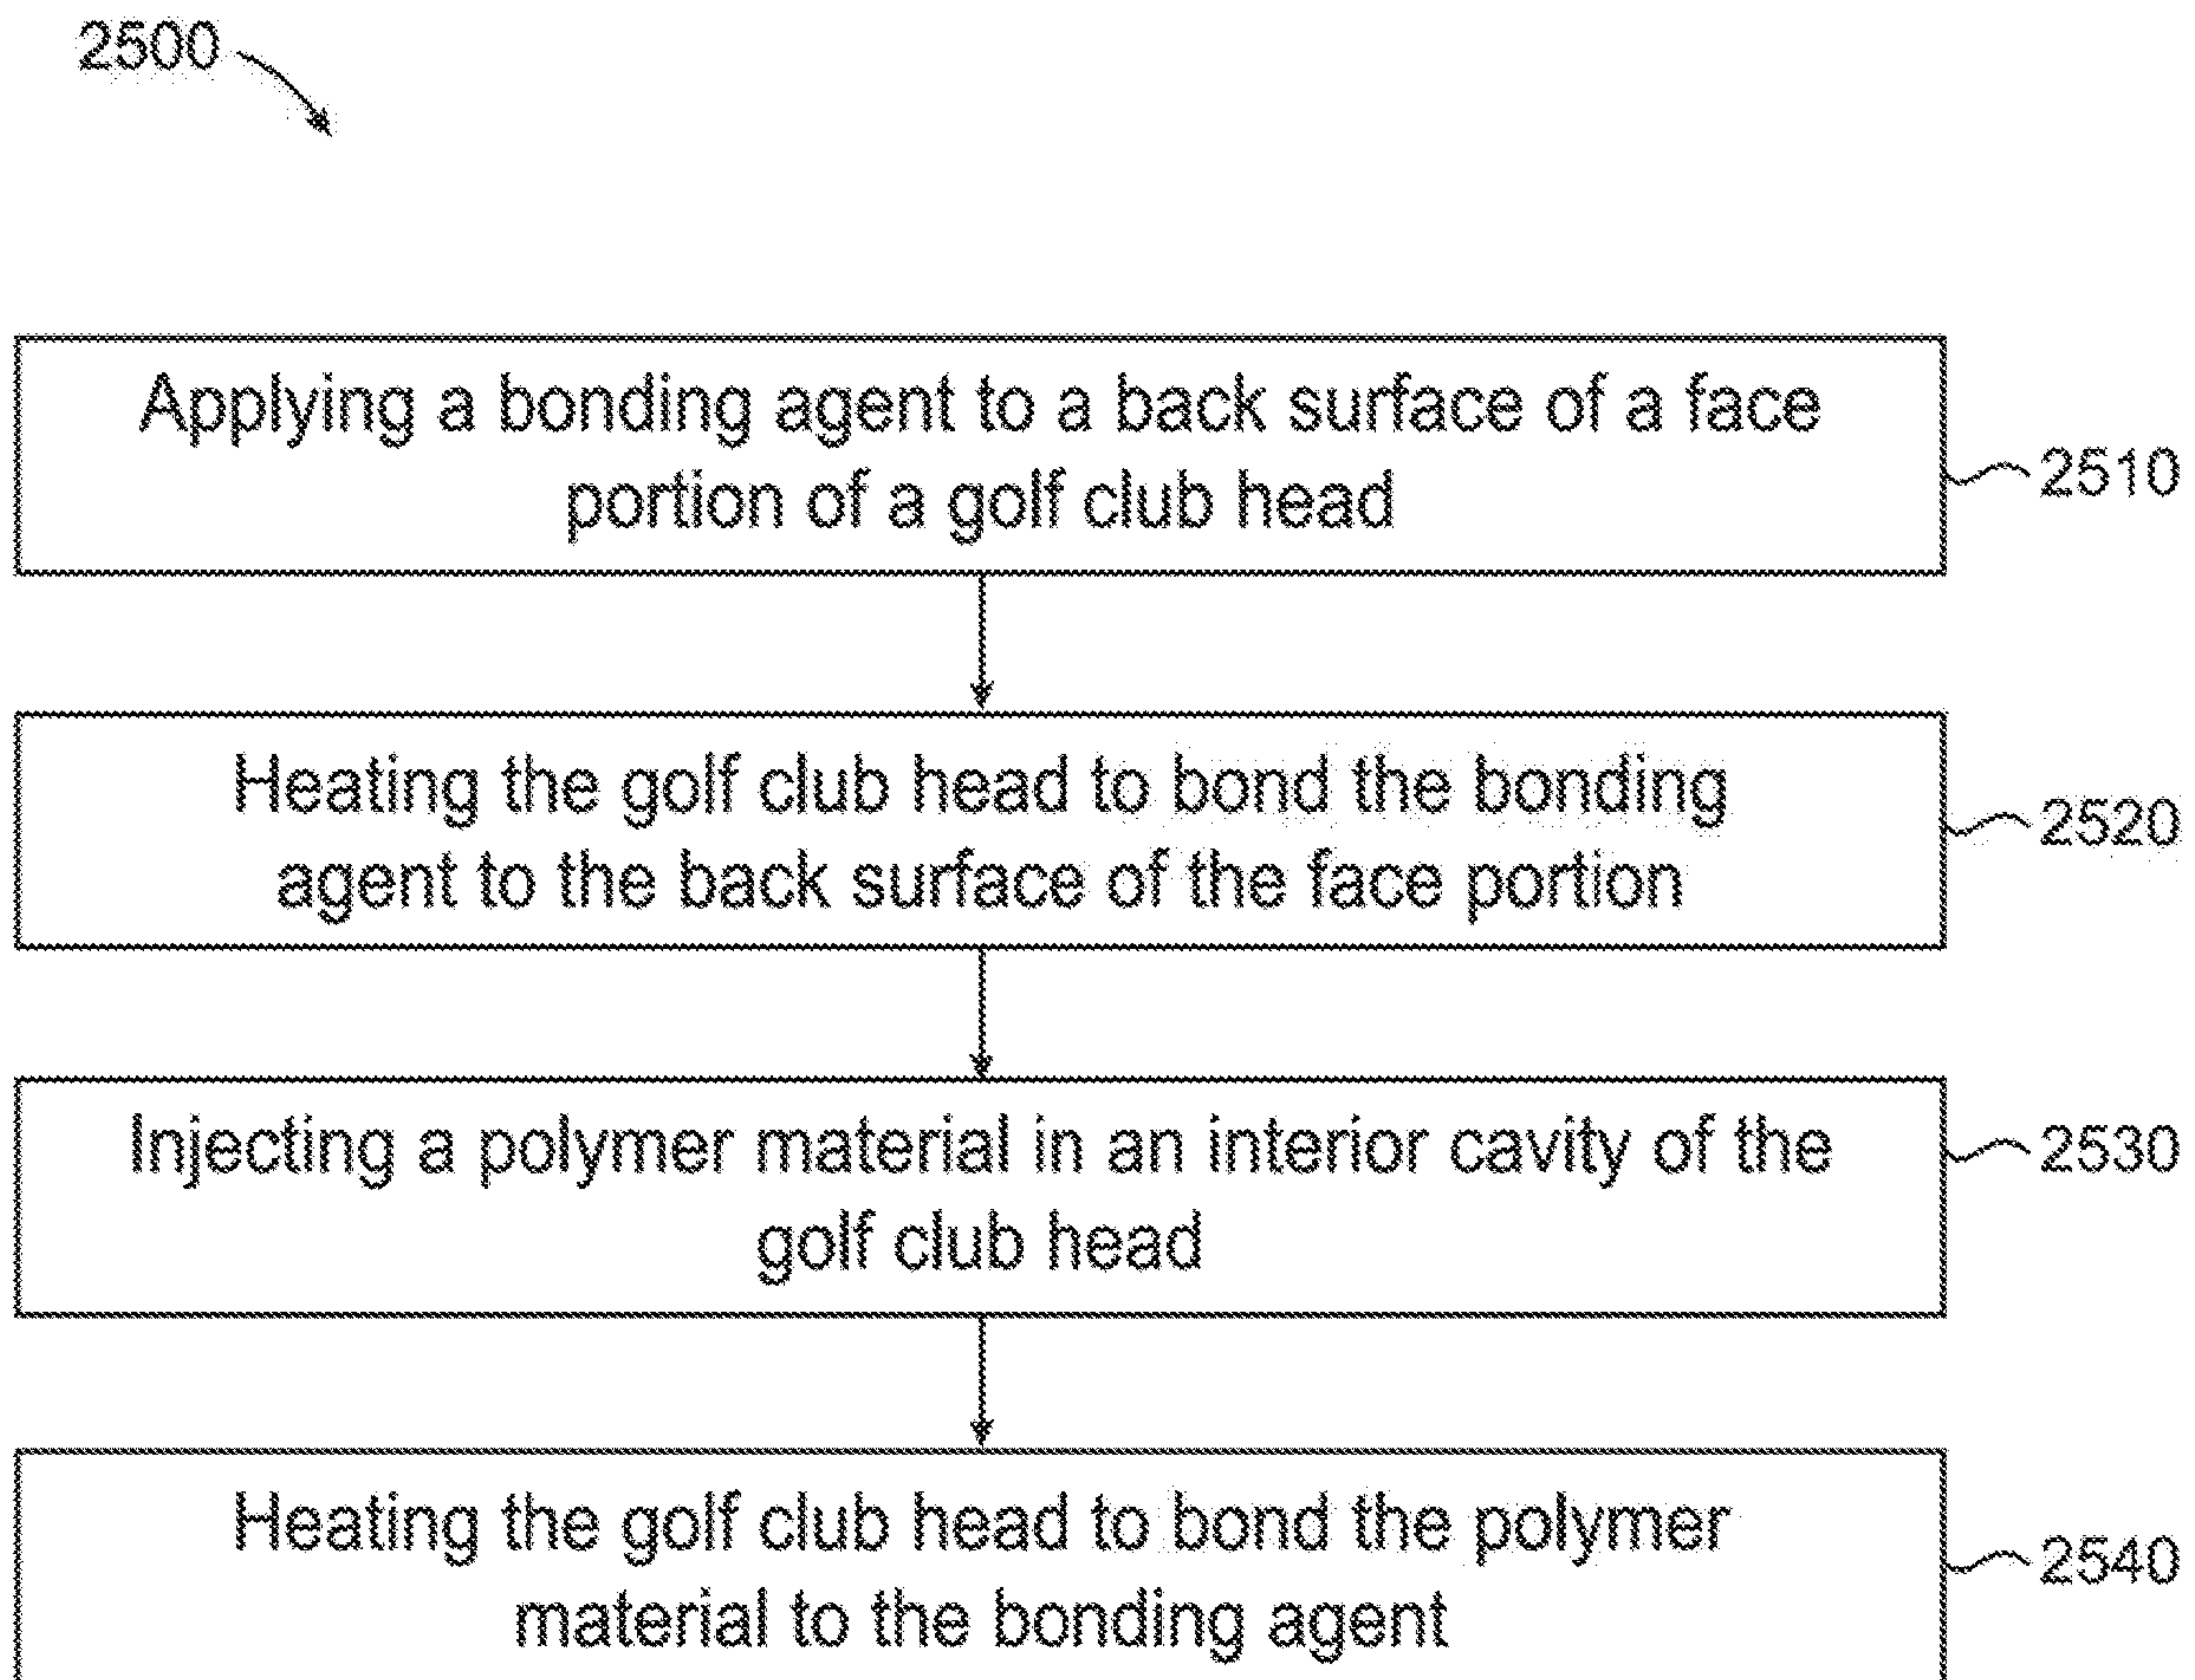 2500
Applying a bonding agent to a back surface of a face
portion of a golf club head
2510
Heating the golf club head to bond the bonding
agent to the back surface of the face portion
2520
Injecting a polymer material in an interior cavity of the
golf club head
2530
Heating the golf club head to bond the polymer
material to the bonding agent
2540